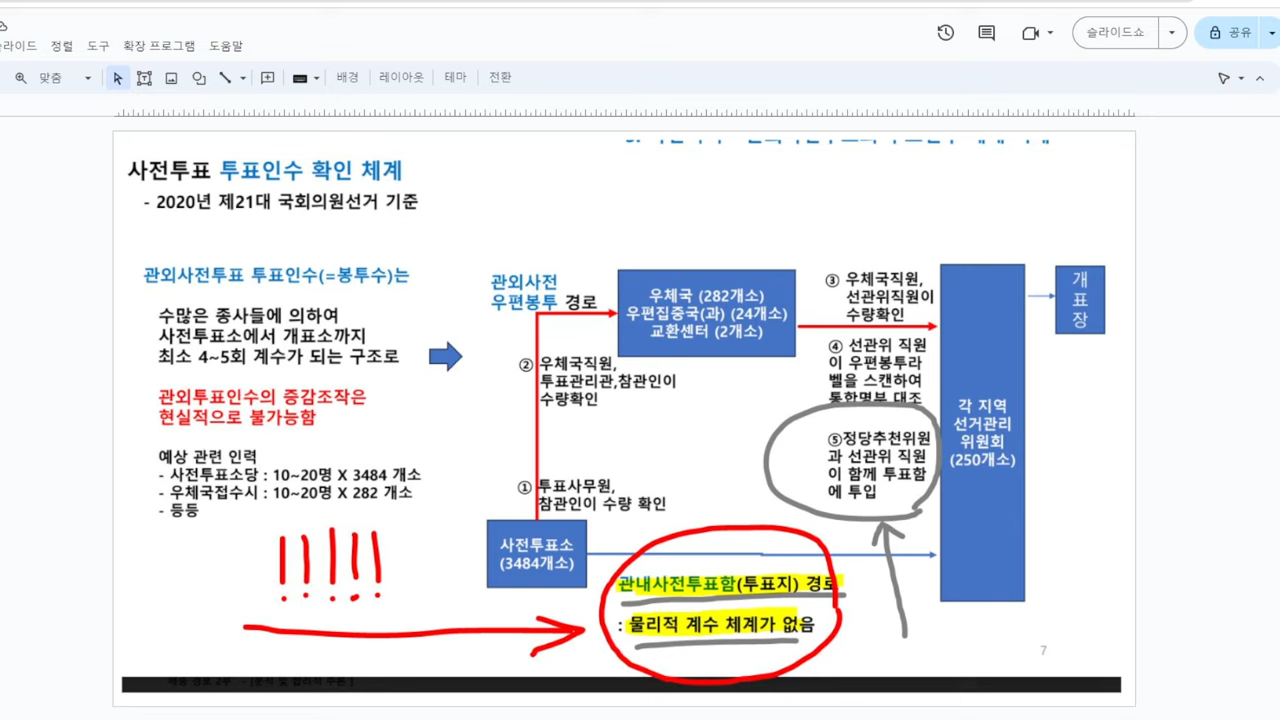 슬라이드 정렬 도구 확장 프로그램 도움말
슬라이드쇼
공유
맞춤
배경 레이아웃 테마 전환
사전투표 투표인수 확인 체계
- 2020년 제21대 국회의원선거 기준
관외사전투표 투표인수(=봉투수)는
수많은 종사들에 의하여
사전투표소에서 개표소까지
최소 4~5회 계수가 되는 구조로
관외투표인수의 증감조작은
현실적으로 불가능함
예상 관련 인력
- 사전투표소당 : 10~20명 X 3484 개소
- 우체국접수시 : 10~20명 X 282 개소
- 등등
!!!!!
관외사전
우편봉투 경로
우체국 (282개소)
우편집중국(과) (24개소)
교환센터 (2개소)
② 우체국직원,
투표관리관,참관인이
수량확인
① 투표사무원,
참관인이 수량 확인
사전투표소
(3484개소)
③ 우체국직원,
선관위직원이
수량확인
④ 선관위 직원
이 우편봉투라
벨을 스캔하여
통합명부 대조
⑤정당추천위원
과 선관위 직원
이 함께 투표함
에 투입
각 지역
선거관리
위원회
(250개소)
개
표
장
관내사전투표함(투표지) 경로
: 물리적 계수 체계가 없음
7